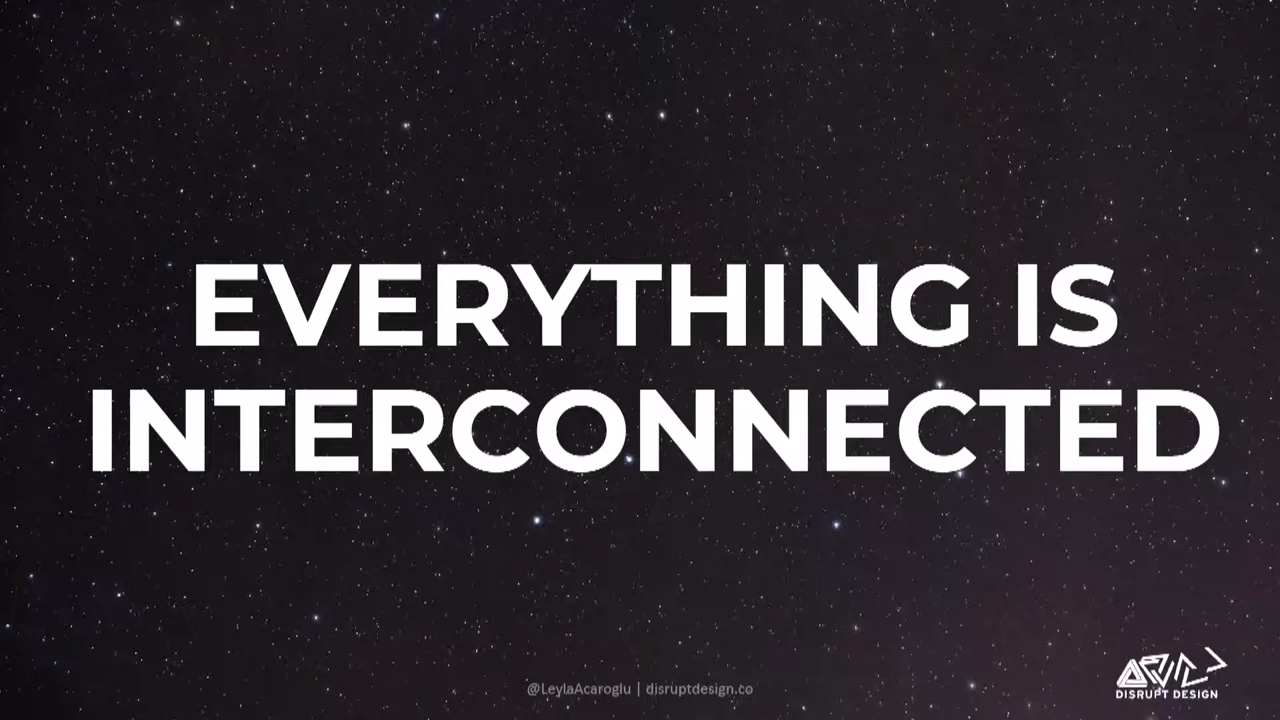 EVERYTHING IS
INTERCONNECTED
@LeylaAcaroglu | disruptdesign.co
DISRUPT DESIGN